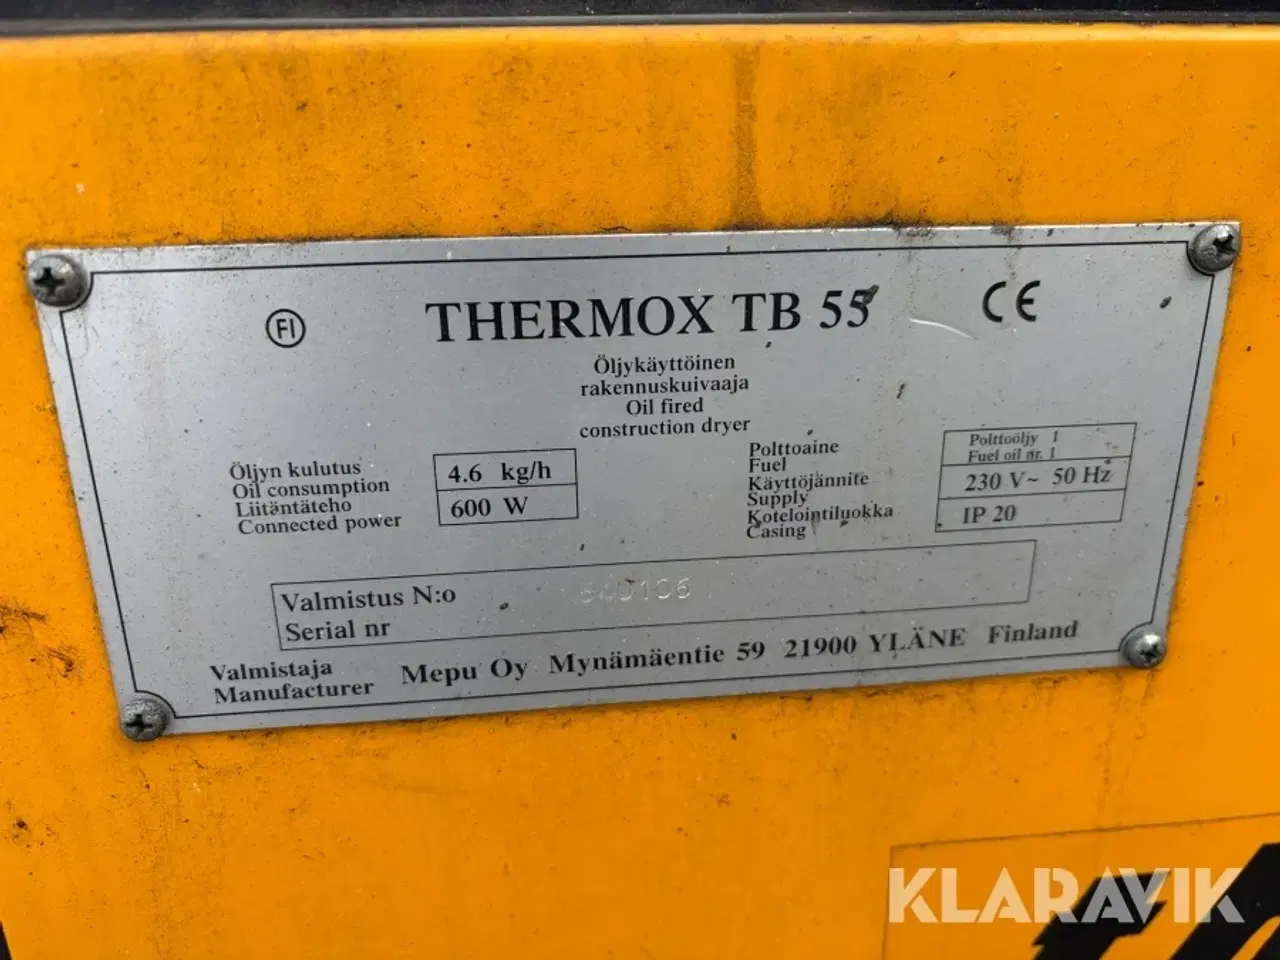 FI
THERMOX TB 55
CE
Öljykäyttöinen
rakennuskuivaaja
Oil fired
construction dryer
Öljyn kulutus
Oil consumption
4.6 kg/h
Liitäntäteho
Connected power
600 W
Polttoaine
Fuel
Polttoöljy 1
Fuel oil nr. 1
Käyttöjännite
Supply
230 V~ 50 Hz
Kotelointiluokka
Casing
IP 20
Valmistus N:o
Serial nr
Valmistaja
Manufacturer
Mepu Oy Mynämäentie 59 21900 YLÄNE Finland
KLARAVIK